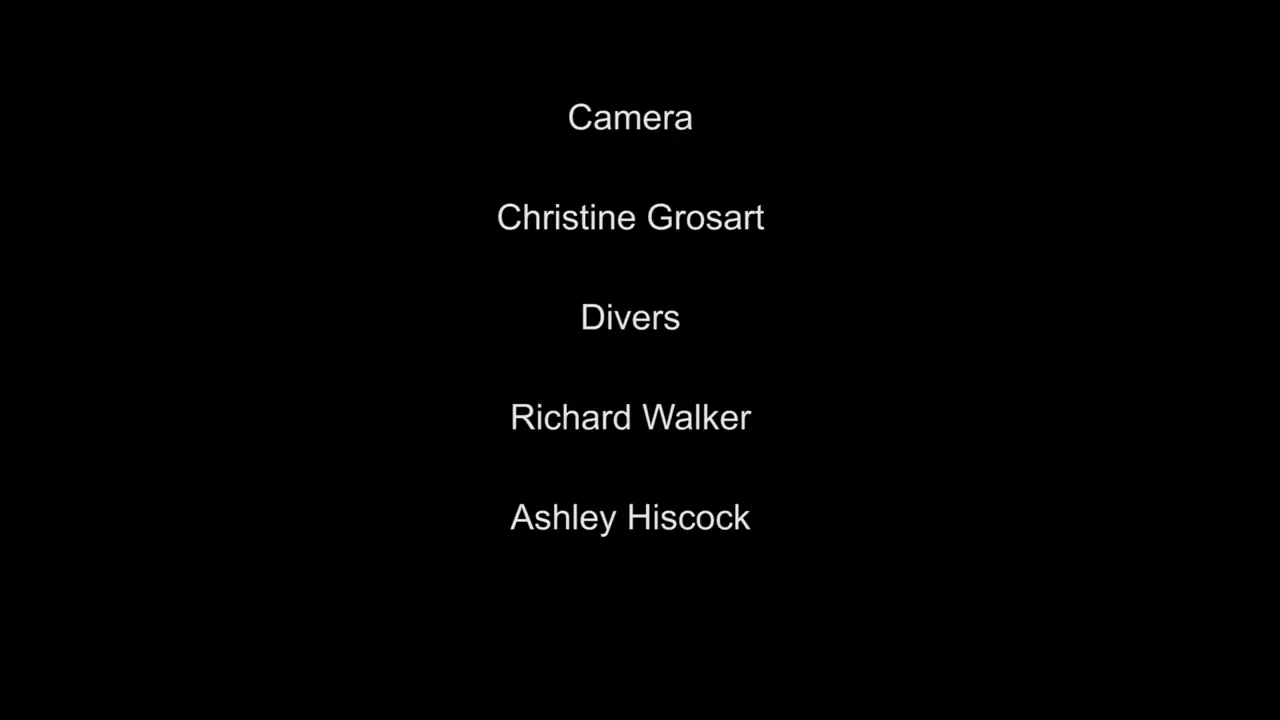 Camera
Christine Grosart
Divers
Richard Walker
Ashley Hiscock